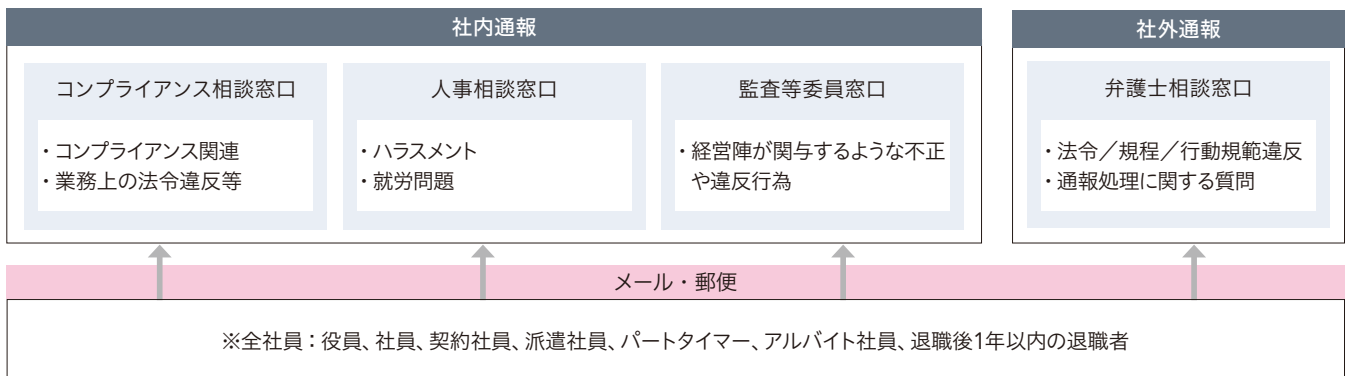 社内通報
コンプライアンス相談窓口
・コンプライアンス関連
・業務上の法令違反等
人事相談窓口
・ハラスメント
・就労問題
監査等委員窓口
・経営陣が関与するような不正
や違反行為
社外通報
弁護士相談窓口
・法令／規程／行動規範違反
・通報処理に関する質問
メール・郵便
※全社員：役員、社員、契約社員、派遣社員、パートタイマー、アルバイト社員、退職後1年以内の退職者